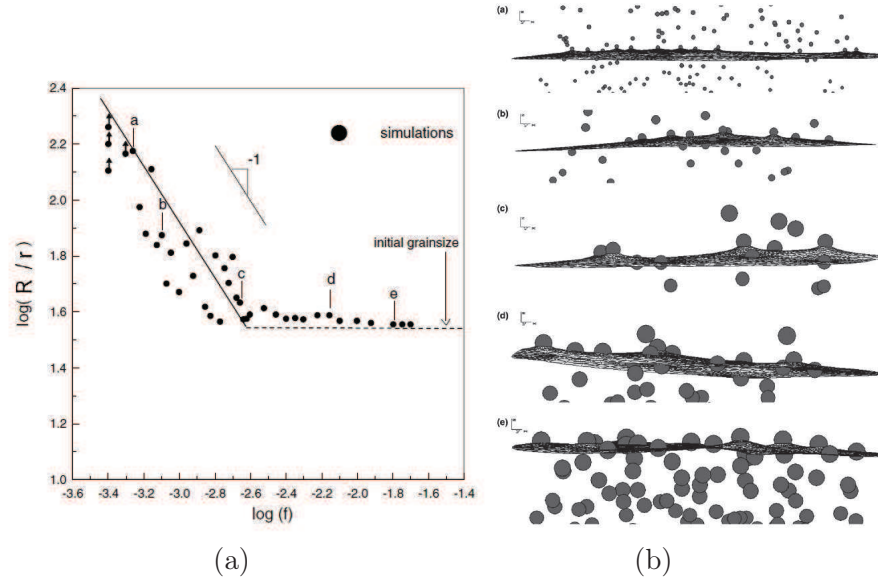 2.4
2.2
2.0
1.8
1.6
1.4
1.2
1.0
log( R / r )
-3.6 -3.4 -3.2 -3.0 -2.8 -2.6 -2.4 -2.2 -2.0 -1.8 -1.6 -1.4
log (f)
simulations
-1
initial grainsize
a
b
c
d
e
(a)
(a)
(b)
(c)
(d)
(e)
(b)